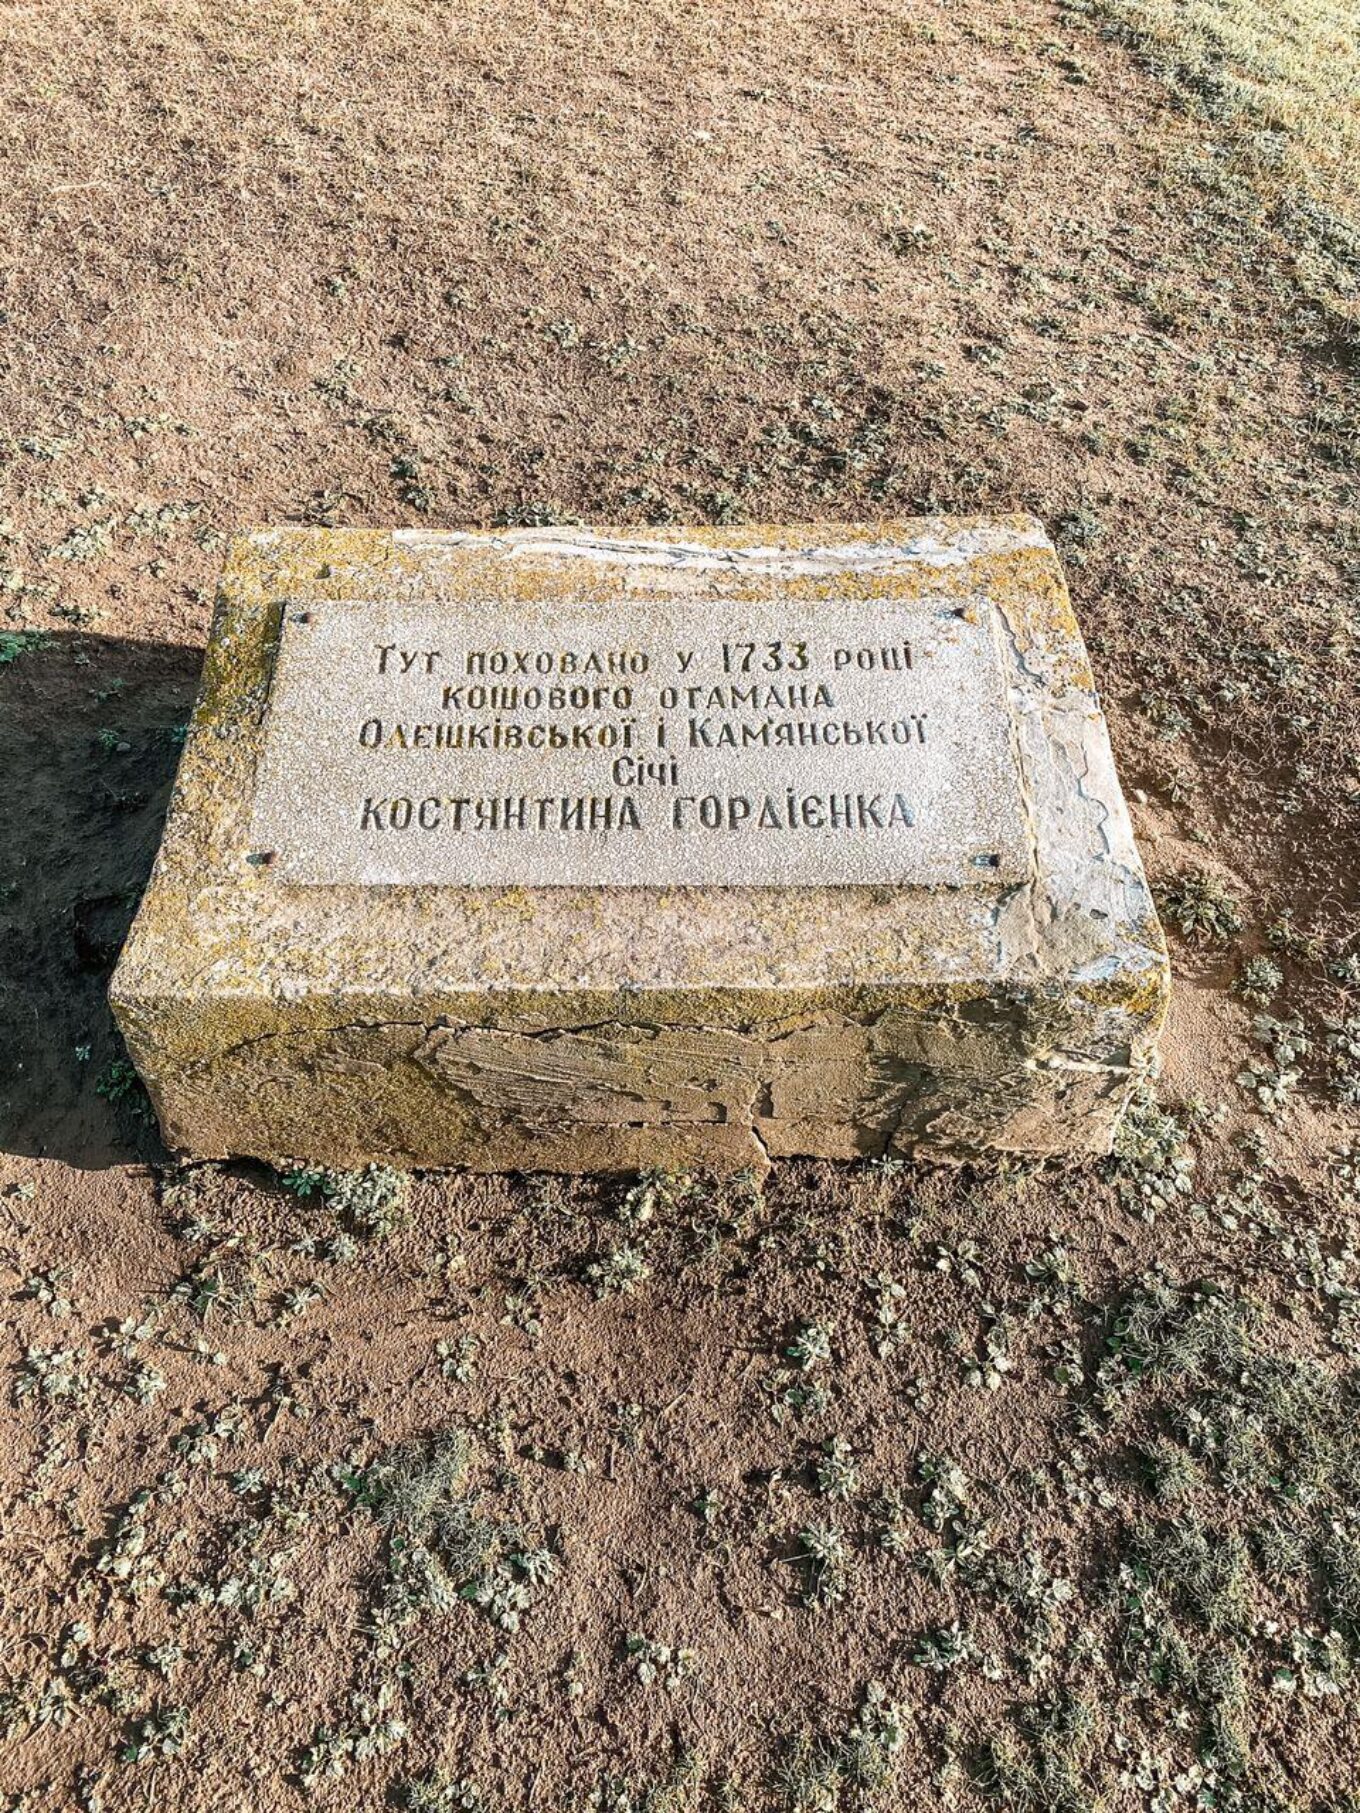 Тут поховано у 1733 році
кошового отамана
Олешківської і Кам'янської
Січі
КОСТЯНТИНА ГОРДІЄНКА